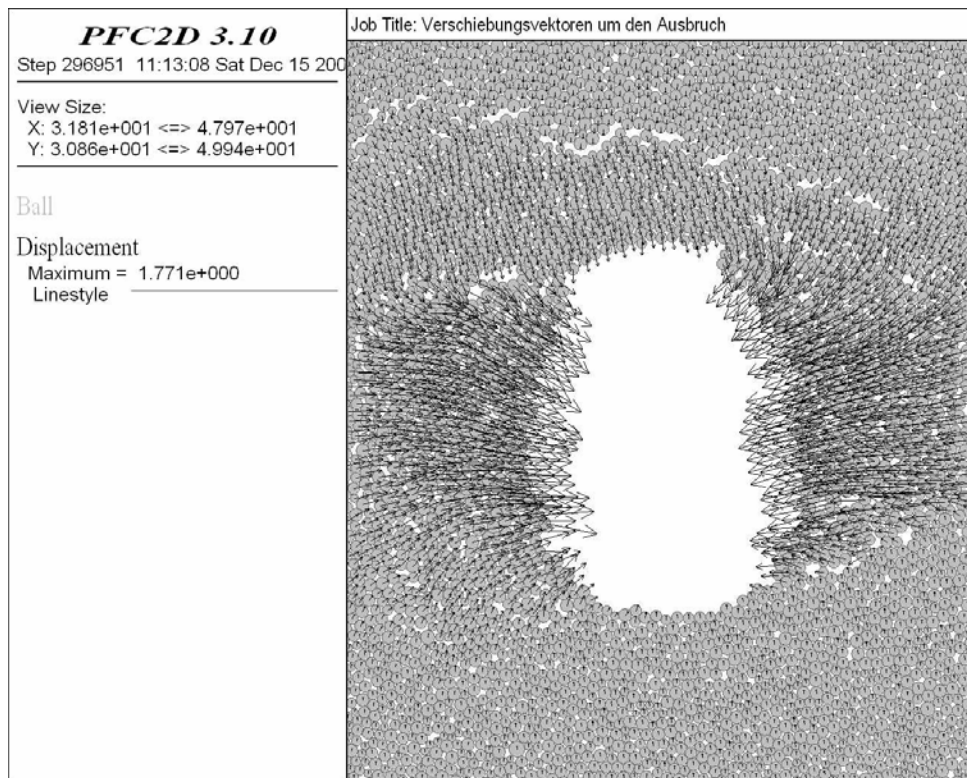 PFC2D 3.10
Step 296951 11:13:08 Sat Dec 15 200
View Size:
X: 3.181e+001 <=> 4.797e+001
Y: 3.086e+001 <=> 4.994e+001
Ball
Displacement
Maximum = 1.771e+000
Linestyle
Job Title: Verschiebungsvektoren um den Ausbruch